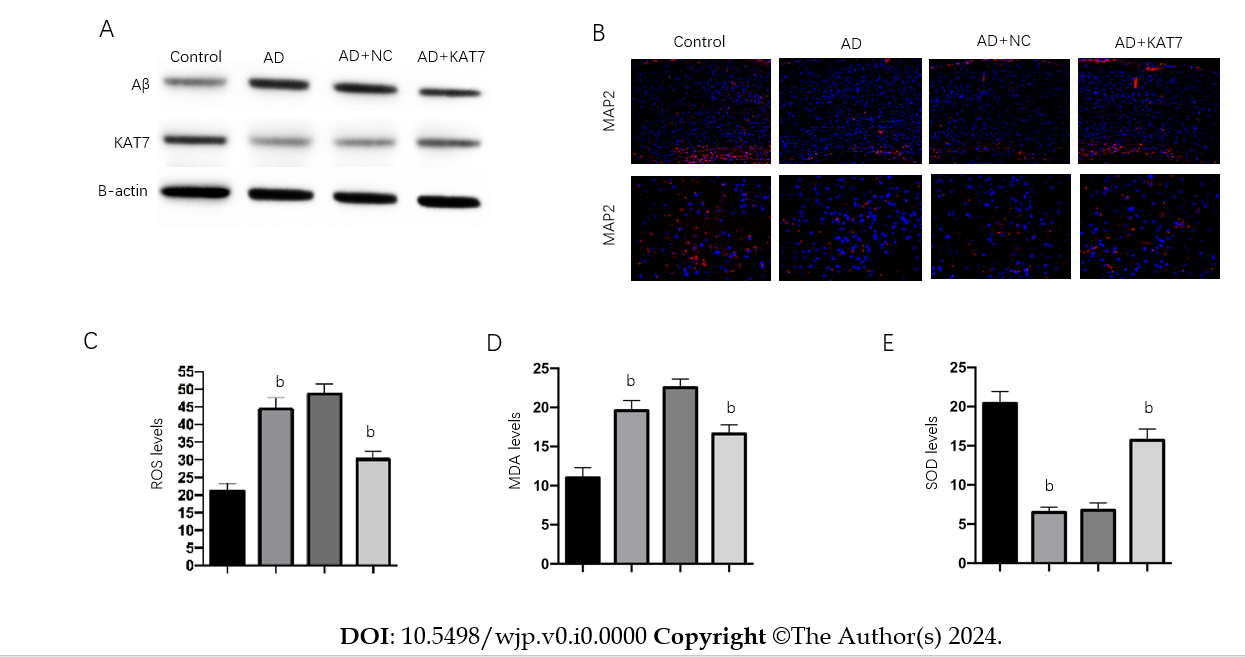 A
Control AD AD+NC AD+KAT7
Aβ
KAT7
B-actin
B
Control AD AD+NC AD+KAT7
MAP2
MAP2
C
ROS levels
55
50
45
40
35
30
25
20
15
10
5
0
b
b
D
MDA levels
25
20
15
10
5
0
b
b
E
SOD levels
25
20
15
10
5
0
b
b
DOI: 10.5498/wjp.v0.i0.0000 Copyright ©The Author(s) 2024.